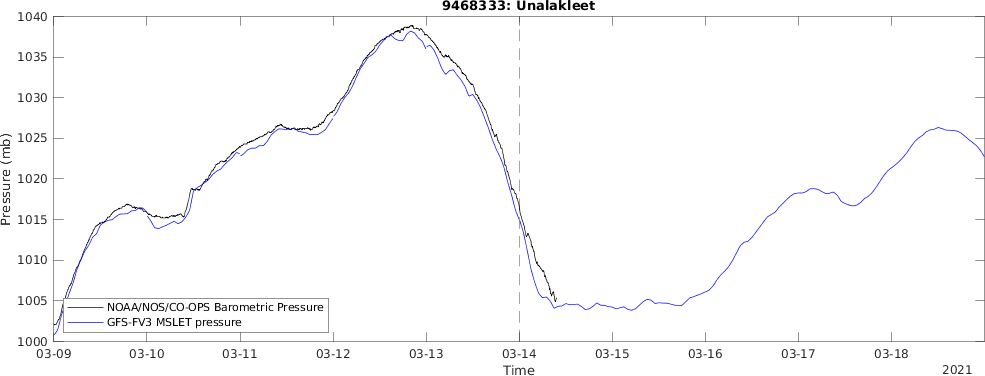 9468333: Unalakleet
Pressure (mb)
1040
1035
1030
1025
1020
1015
1010
1005
1000
NOAA/NOS/CO-OPS Barometric Pressure
GFS-FV3 MSLET pressure
03-09 03-10 03-11 03-12 03-13 03-14 03-15 03-16 03-17 03-18
Time
2021